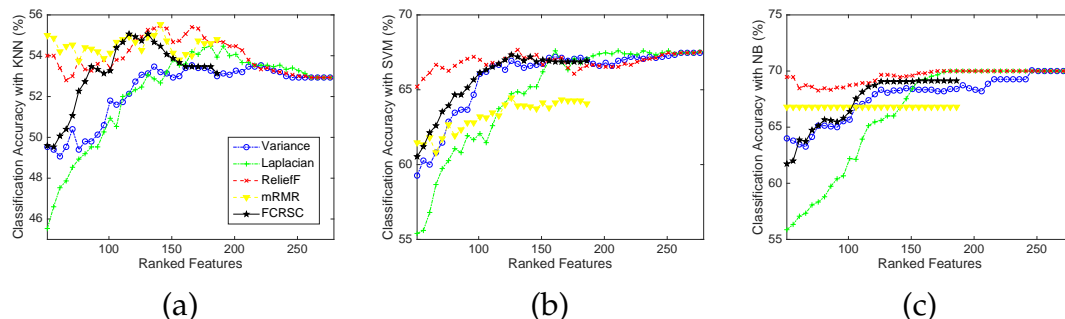 56
54
52
50
48
46
Classification Accuracy with KNN (%)
100 150 200 250
Ranked Features
Variance
Laplacian
ReliefF
mRMR
FCRSC
(a)
70
65
60
55
Classification Accuracy with SVM (%)
100 150 200 250
Ranked Features
(b)
75
70
65
60
55
Classification Accuracy with NB (%)
100 150 200 250
Ranked Features
(c)